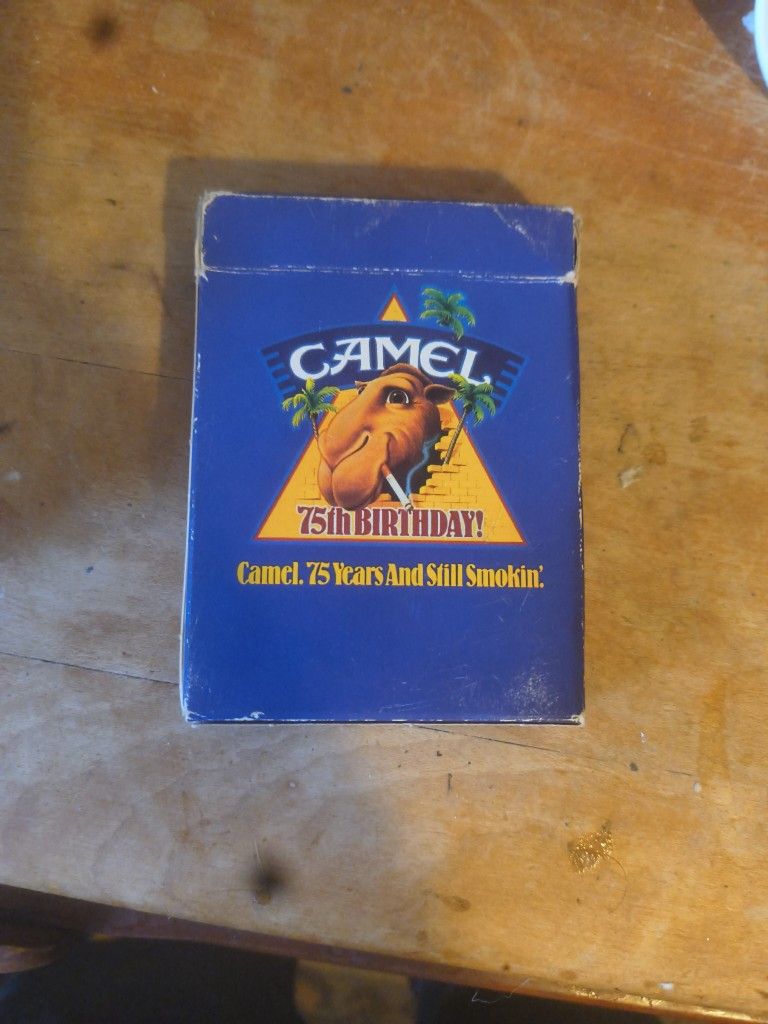 CAMEL
75th BIRTHDAY!
Camel. 75 Years And Still Smokin'.